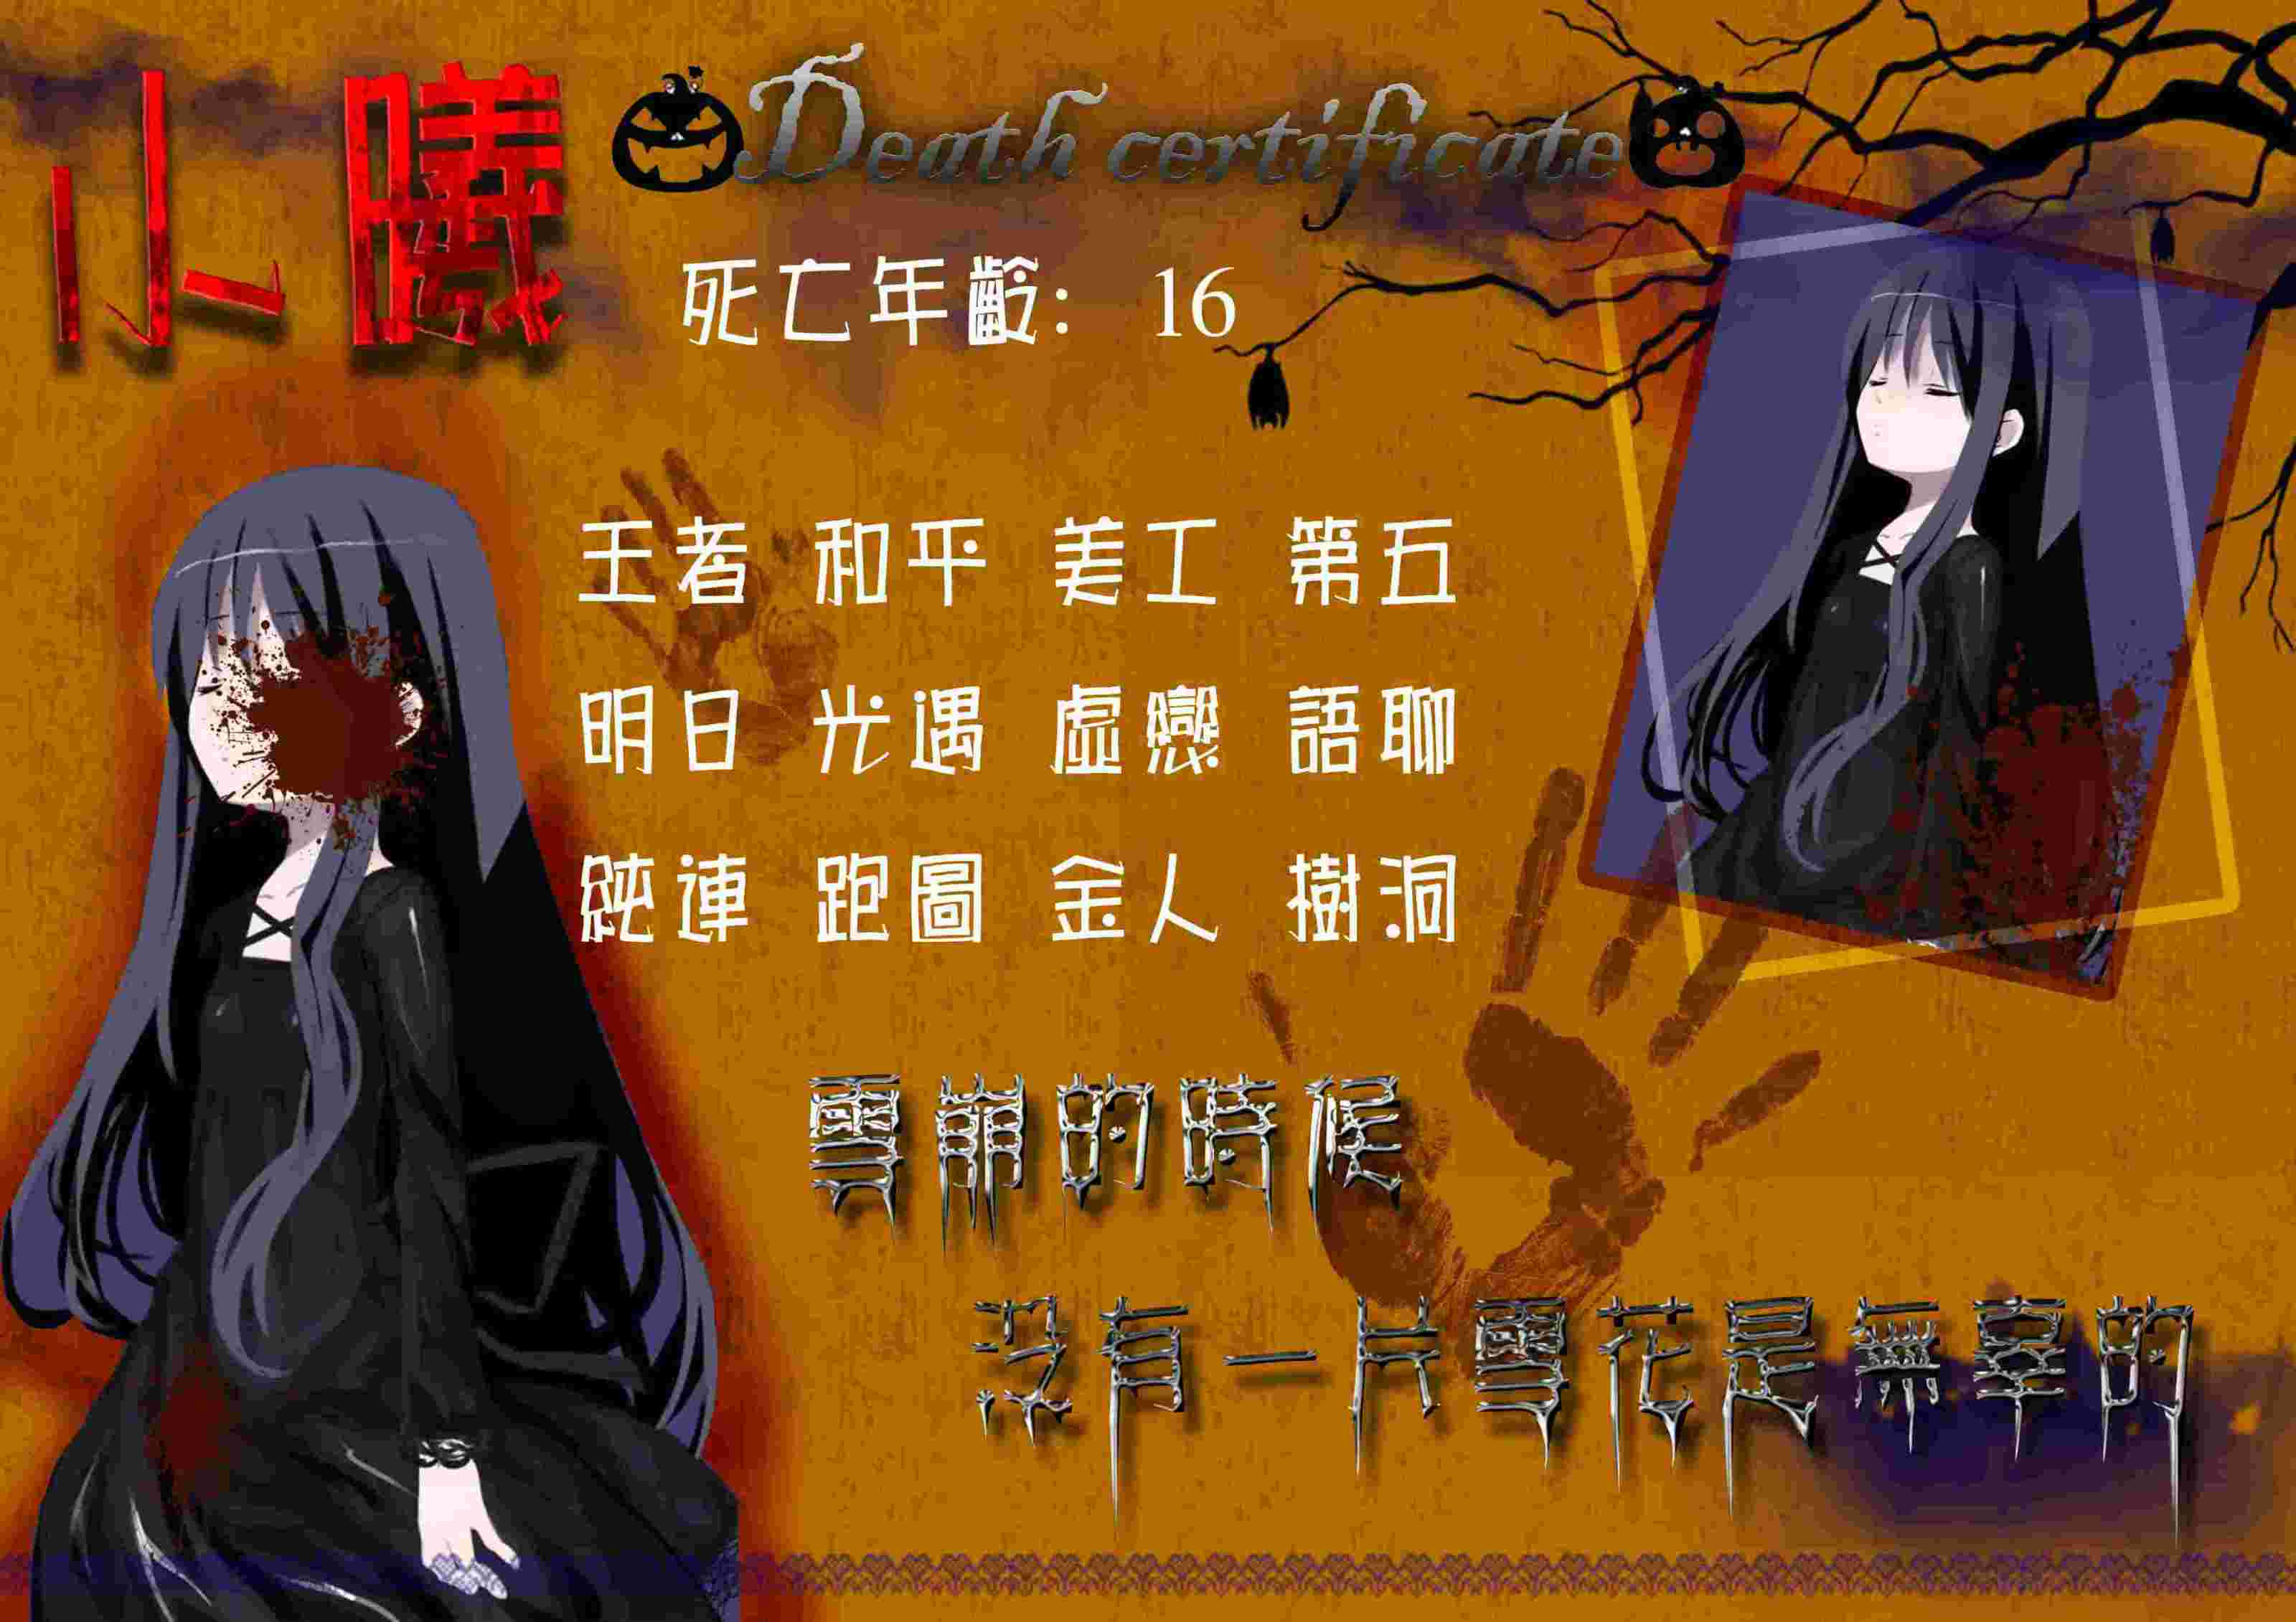 小曦
Death certificate
死亡年齡： 16
王者 和平 美工 第五
明日 光遇 虛戀 語聊
純連 跑圖 金人 樹洞
雪崩的時候
沒有一片雪花是無辜的